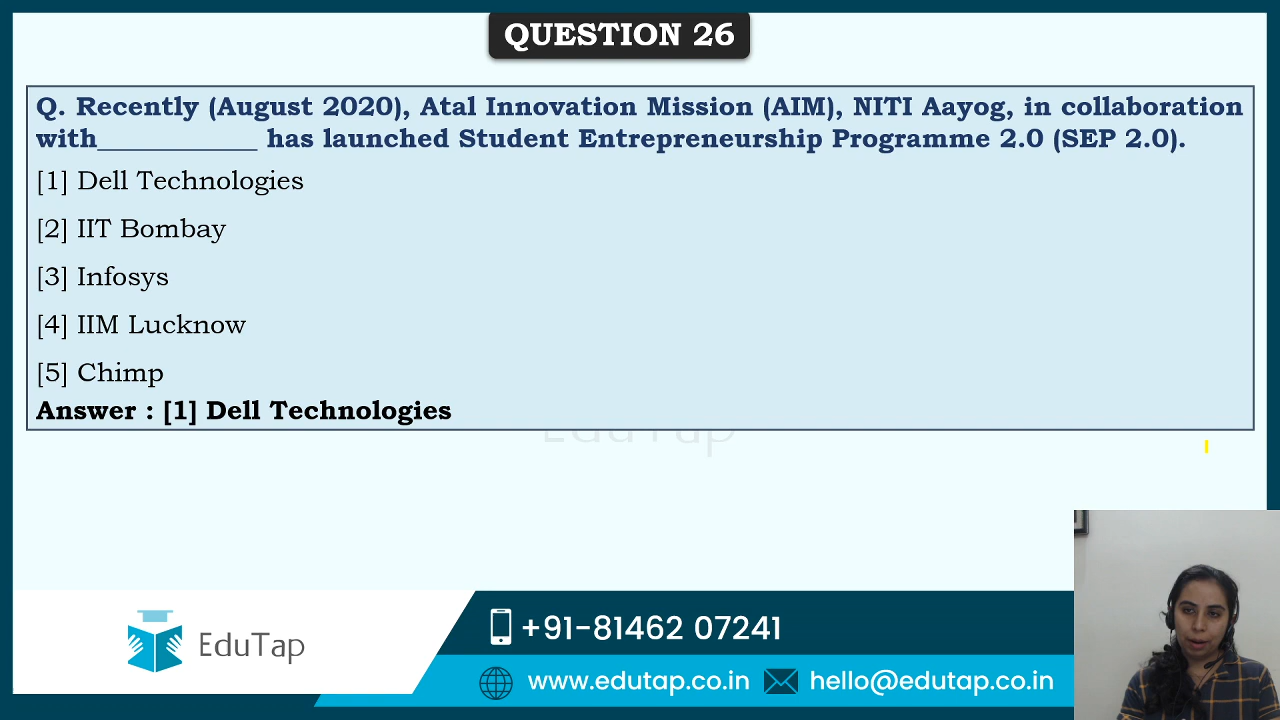 QUESTION 26
Q. Recently (August 2020), Atal Innovation Mission (AIM), NITI Aayog, in collaboration
with___________ has launched Student Entrepreneurship Programme 2.0 (SEP 2.0).
[1] Dell Technologies
[2] IIT Bombay
[3] Infosys
[4] IIM Lucknow
[5] Chimp
Answer : [1] Dell Technologies
EduTap
EduTap
+91-81462 07241
www.edutap.co.in
hello@edutap.co.in